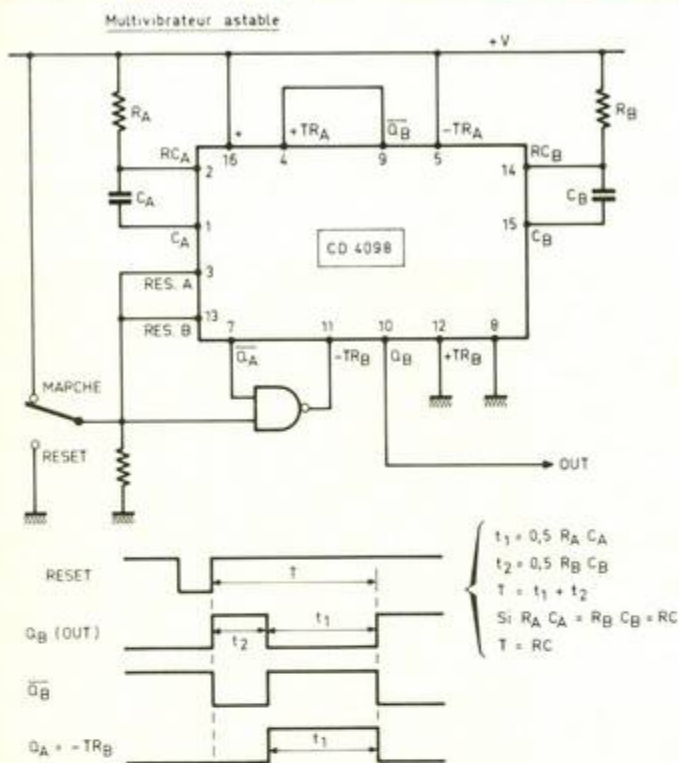 Multivibrateur astable
+V
RA
RCA
2
CA
1
CA
+
16
+TRA
4
Q̅B̅
9
-TRA
5
RCB
14
RB
CB
15
CB
CD 4098
3
RES. A
13
RES. B
7
Q̅A̅
11
-TRB
10
QB
12
+TRB
8
MARCHE
RESET
OUT
RESET
T
QB (OUT)
t2
t1
Q̅B̅
QA = -TRB
t1
t1 = 0,5 RA CA
t2 = 0,5 RB CB
T = t1 + t2
Si RA CA = RB CB = RC
T = RC